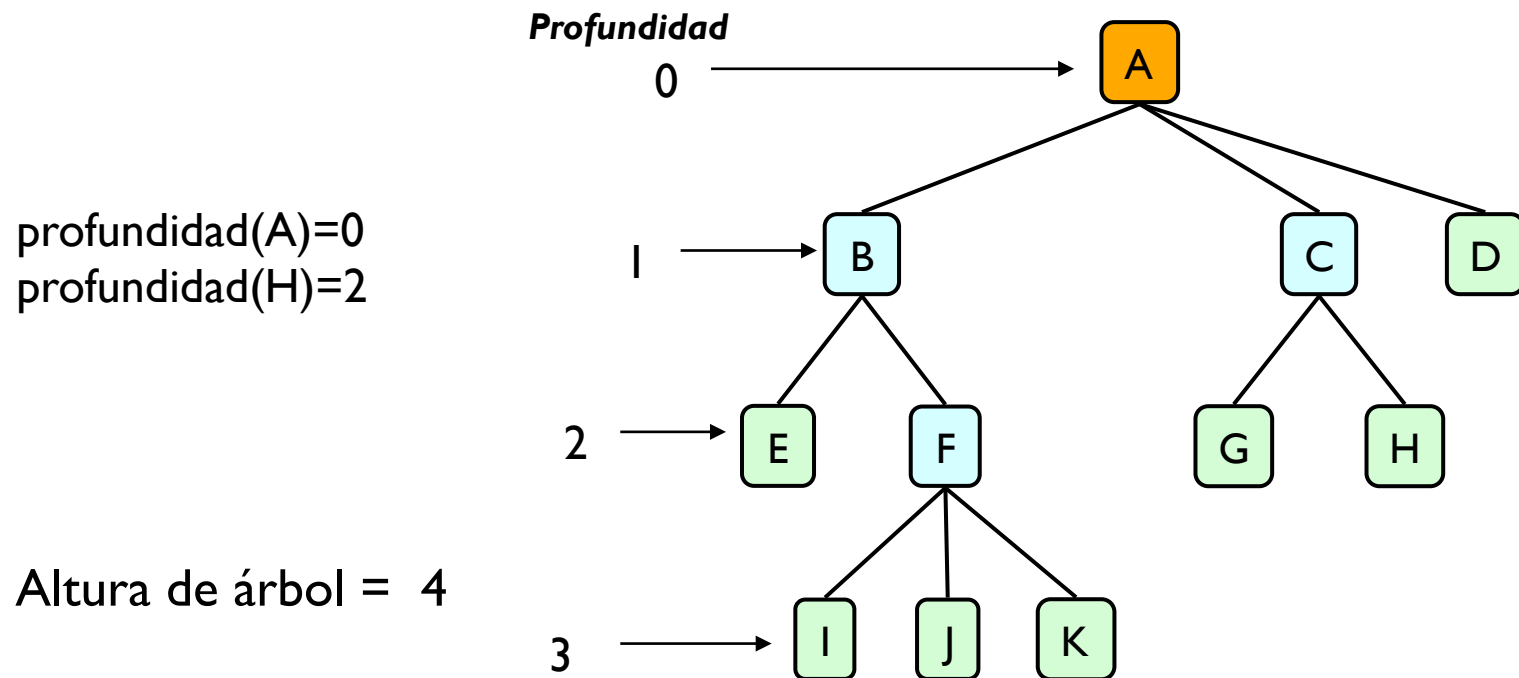 Profundidad
0
A
profundidad(A)=0
profundidad(H)=2
1
B
C
D
2
E
F
G
H
Altura de árbol = 4
3
I
J
K